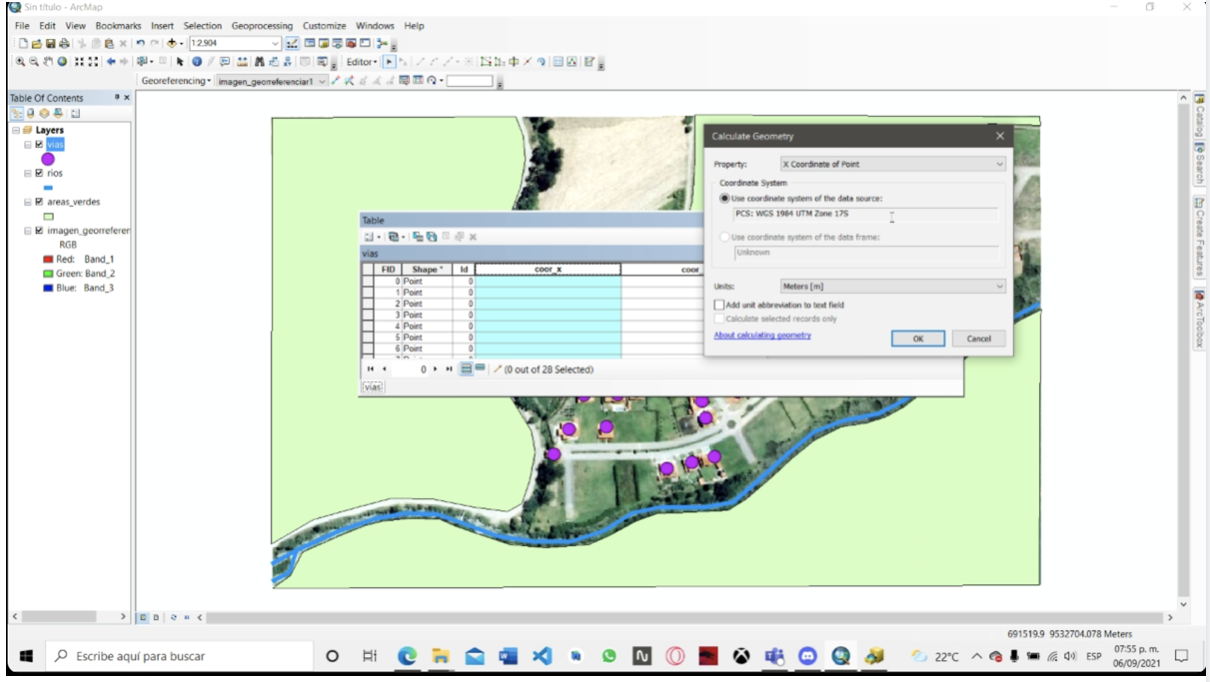 Sin título - ArcMap
File Edit View Bookmarks Insert Selection Geoprocessing Customize Windows Help
1:2,904
Editor
Georeferencing imagen_georreferenciar1
Table Of Contents
Layers
vias
rios
areas_verdes
imagen_georreferer
RGB
Red: Band_1
Green: Band_2
Blue: Band_3
Table
vias
FID Shape * Id coor_x coor
0 Point 0
1 Point 0
2 Point 0
3 Point 0
4 Point 0
5 Point 0
6 Point 0
0 (0 out of 28 Selected)
vias
Calculate Geometry
Property: X Coordinate of Point
Coordinate System
Use coordinate system of the data source:
PCS: WGS 1984 UTM Zone 17S
Use coordinate system of the data frame:
Unknown
Units: Meters [m]
Add unit abbreviation to text field
Calculate selected records only
About calculating geometry
OK Cancel
Catalog
Search
Create Features
ArcToolbox
691519.9 9532704.078 Meters
Escribe aquí para buscar
22°C ESP
07:55 p. m.
06/09/2021